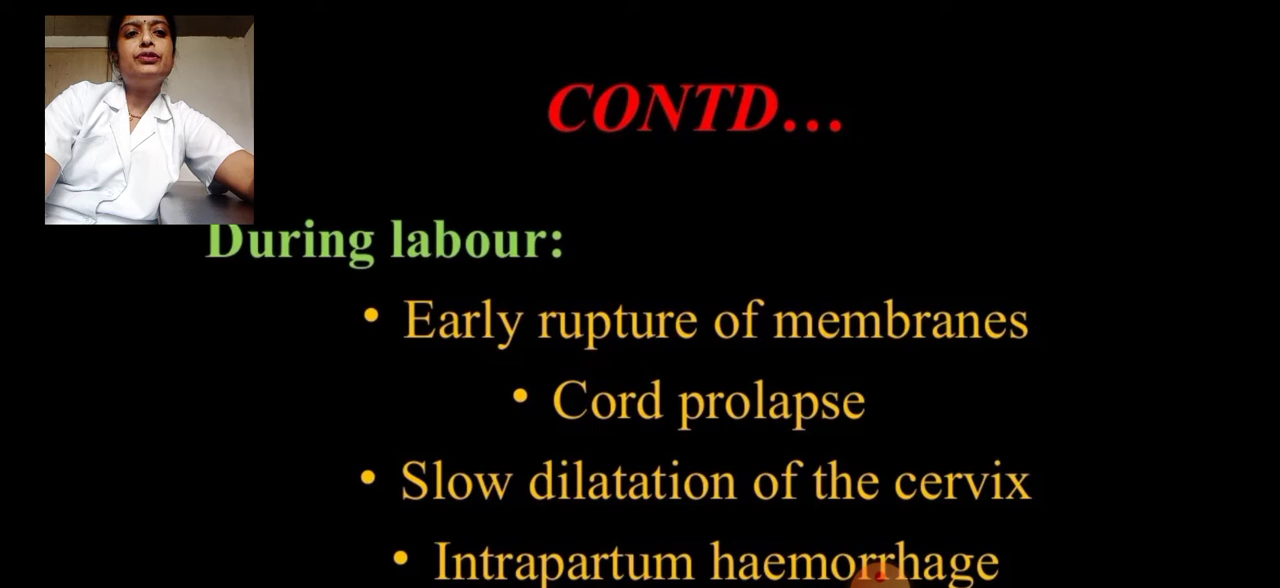 CONTD...
During labour:
• Early rupture of membranes
• Cord prolapse
• Slow dilatation of the cervix
• Intrapartum haemorrhage